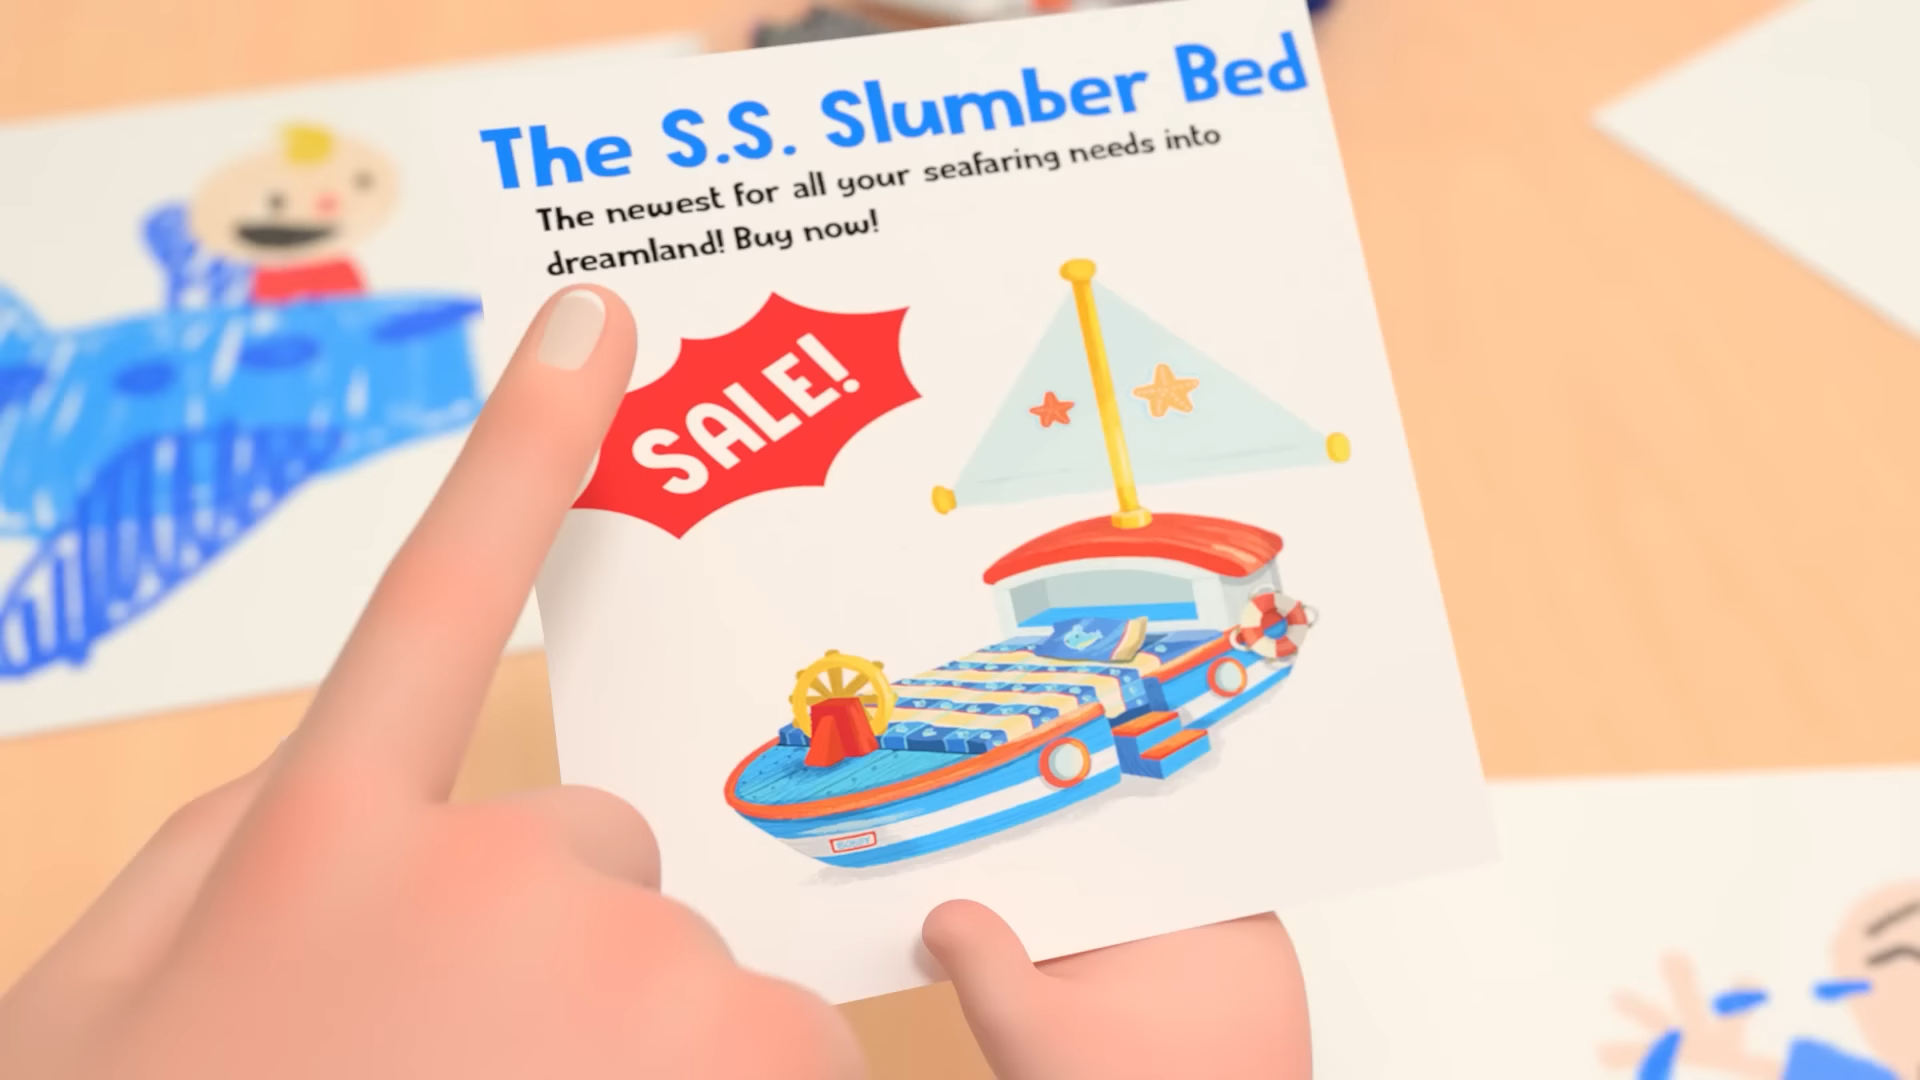 The S.S. Slumber Bed
The newest for all your seafaring needs into
dreamland! Buy now!
SALE!